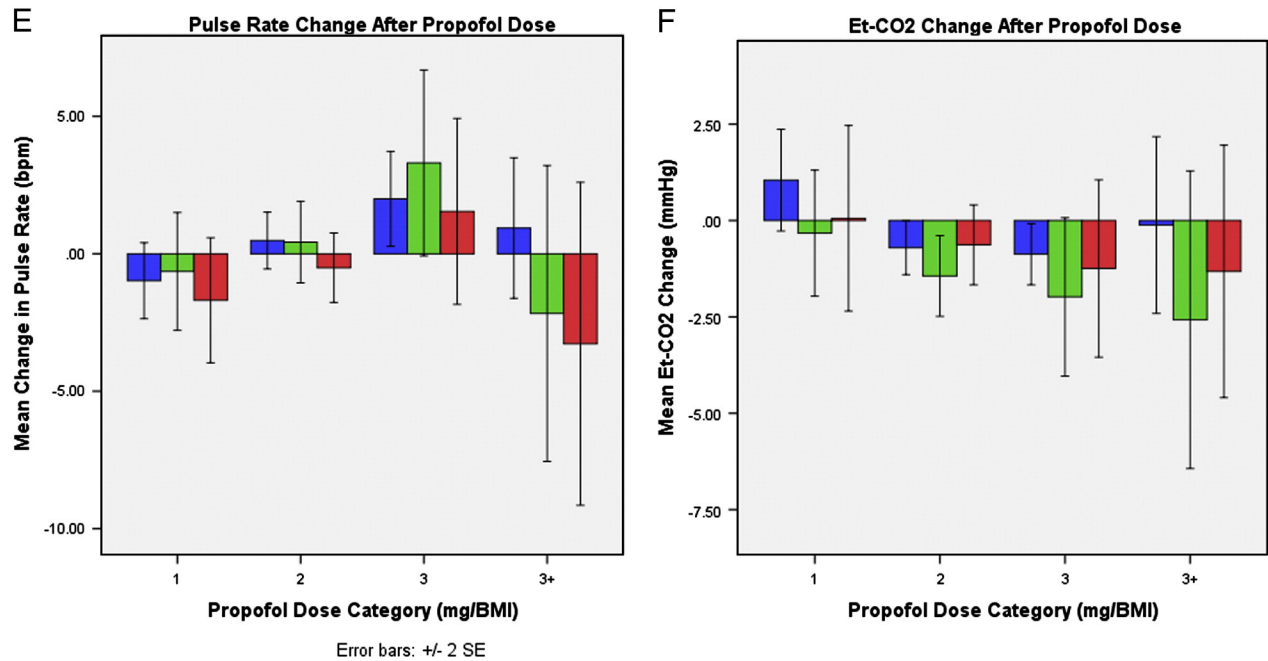 E
Pulse Rate Change After Propofol Dose
Mean Change in Pulse Rate (bpm)
5.00
.00
-5.00
-10.00
1 2 3 3+
Propofol Dose Category (mg/BMI)
Error bars: +/- 2 SE
F
Et-CO2 Change After Propofol Dose
Mean Et-CO2 Change (mmHg)
2.50
.00
-2.50
-5.00
-7.50
1 2 3 3+
Propofol Dose Category (mg/BMI)